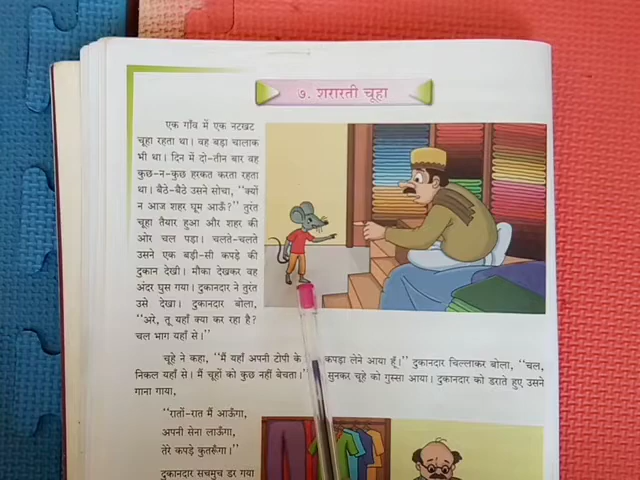 ७. शरारती चूहा
एक गाँव में एक नटखट
चूहा रहता था। वह बड़ा चालाक
भी था। दिन में दो-तीन बार वह
कुछ-न-कुछ हरकत करता रहता
था। बैठे-बैठे उसने सोचा, “क्यों
न आज शहर घूम आऊँ?” तुरंत
चूहा तैयार हुआ और शहर की
ओर चल पड़ा। चलते-चलते
उसने एक बड़ी-सी कपड़े की
दुकान देखी। मौका देखकर वह
अंदर घुस गया। दुकानदार ने तुरंत
उसे देखा। दुकानदार बोला,
“अरे, तू यहाँ क्या कर रहा है?
चल भाग यहाँ से।”
चूहे ने कहा, “मैं यहाँ अपनी टोपी के कपड़ा लेने आया हूँ।” दुकानदार चिल्लाकर बोला, “चल,
निकल यहाँ से। मैं चूहों को कुछ नहीं बेचता।” सुनकर चूहे को गुस्सा आया। दुकानदार को डराते हुए उसने
गाना गाया,
“रातों-रात मैं आऊँगा,
अपनी सेना लाऊँगा,
तेरे कपड़े कुतरूँगा।”
दुकानदार सचमुच डर गया